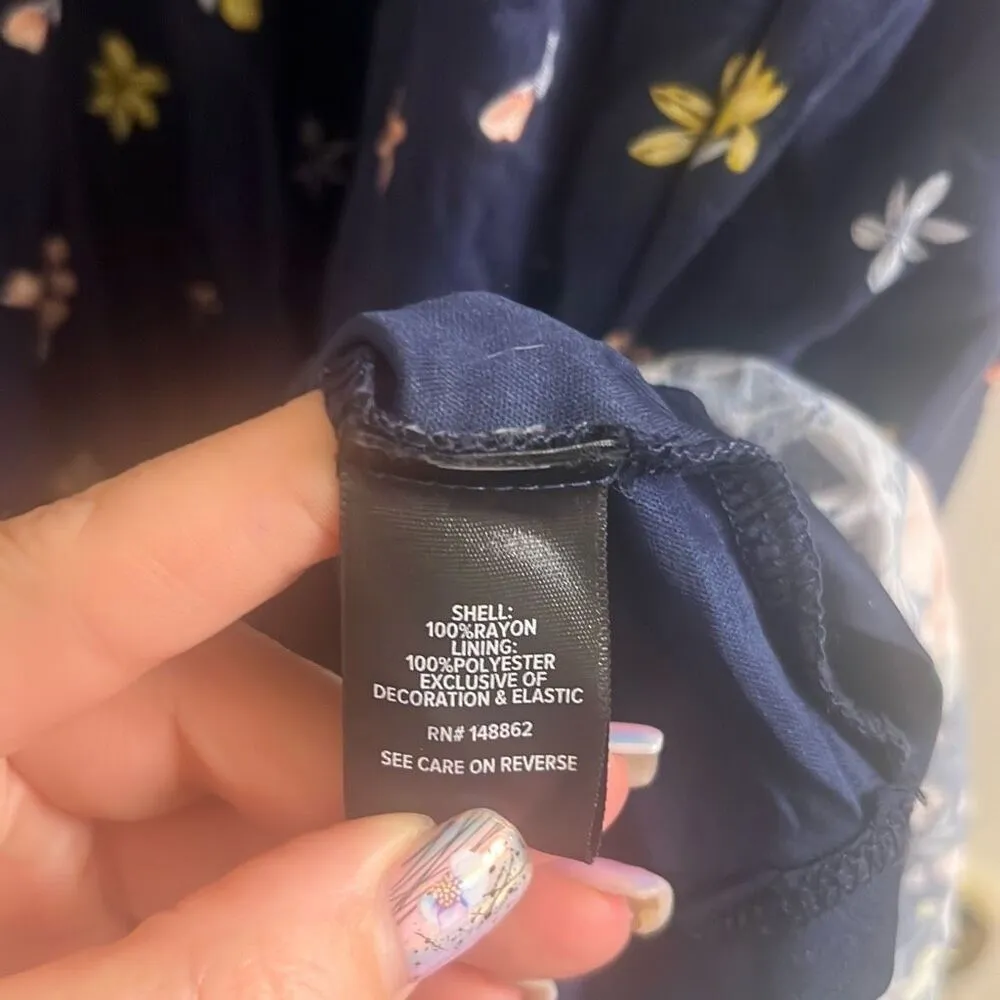 SHELL:
100%RAYON
LINING:
100%POLYESTER
EXCLUSIVE OF
DECORATION & ELASTIC
RN# 148862
SEE CARE ON REVERSE